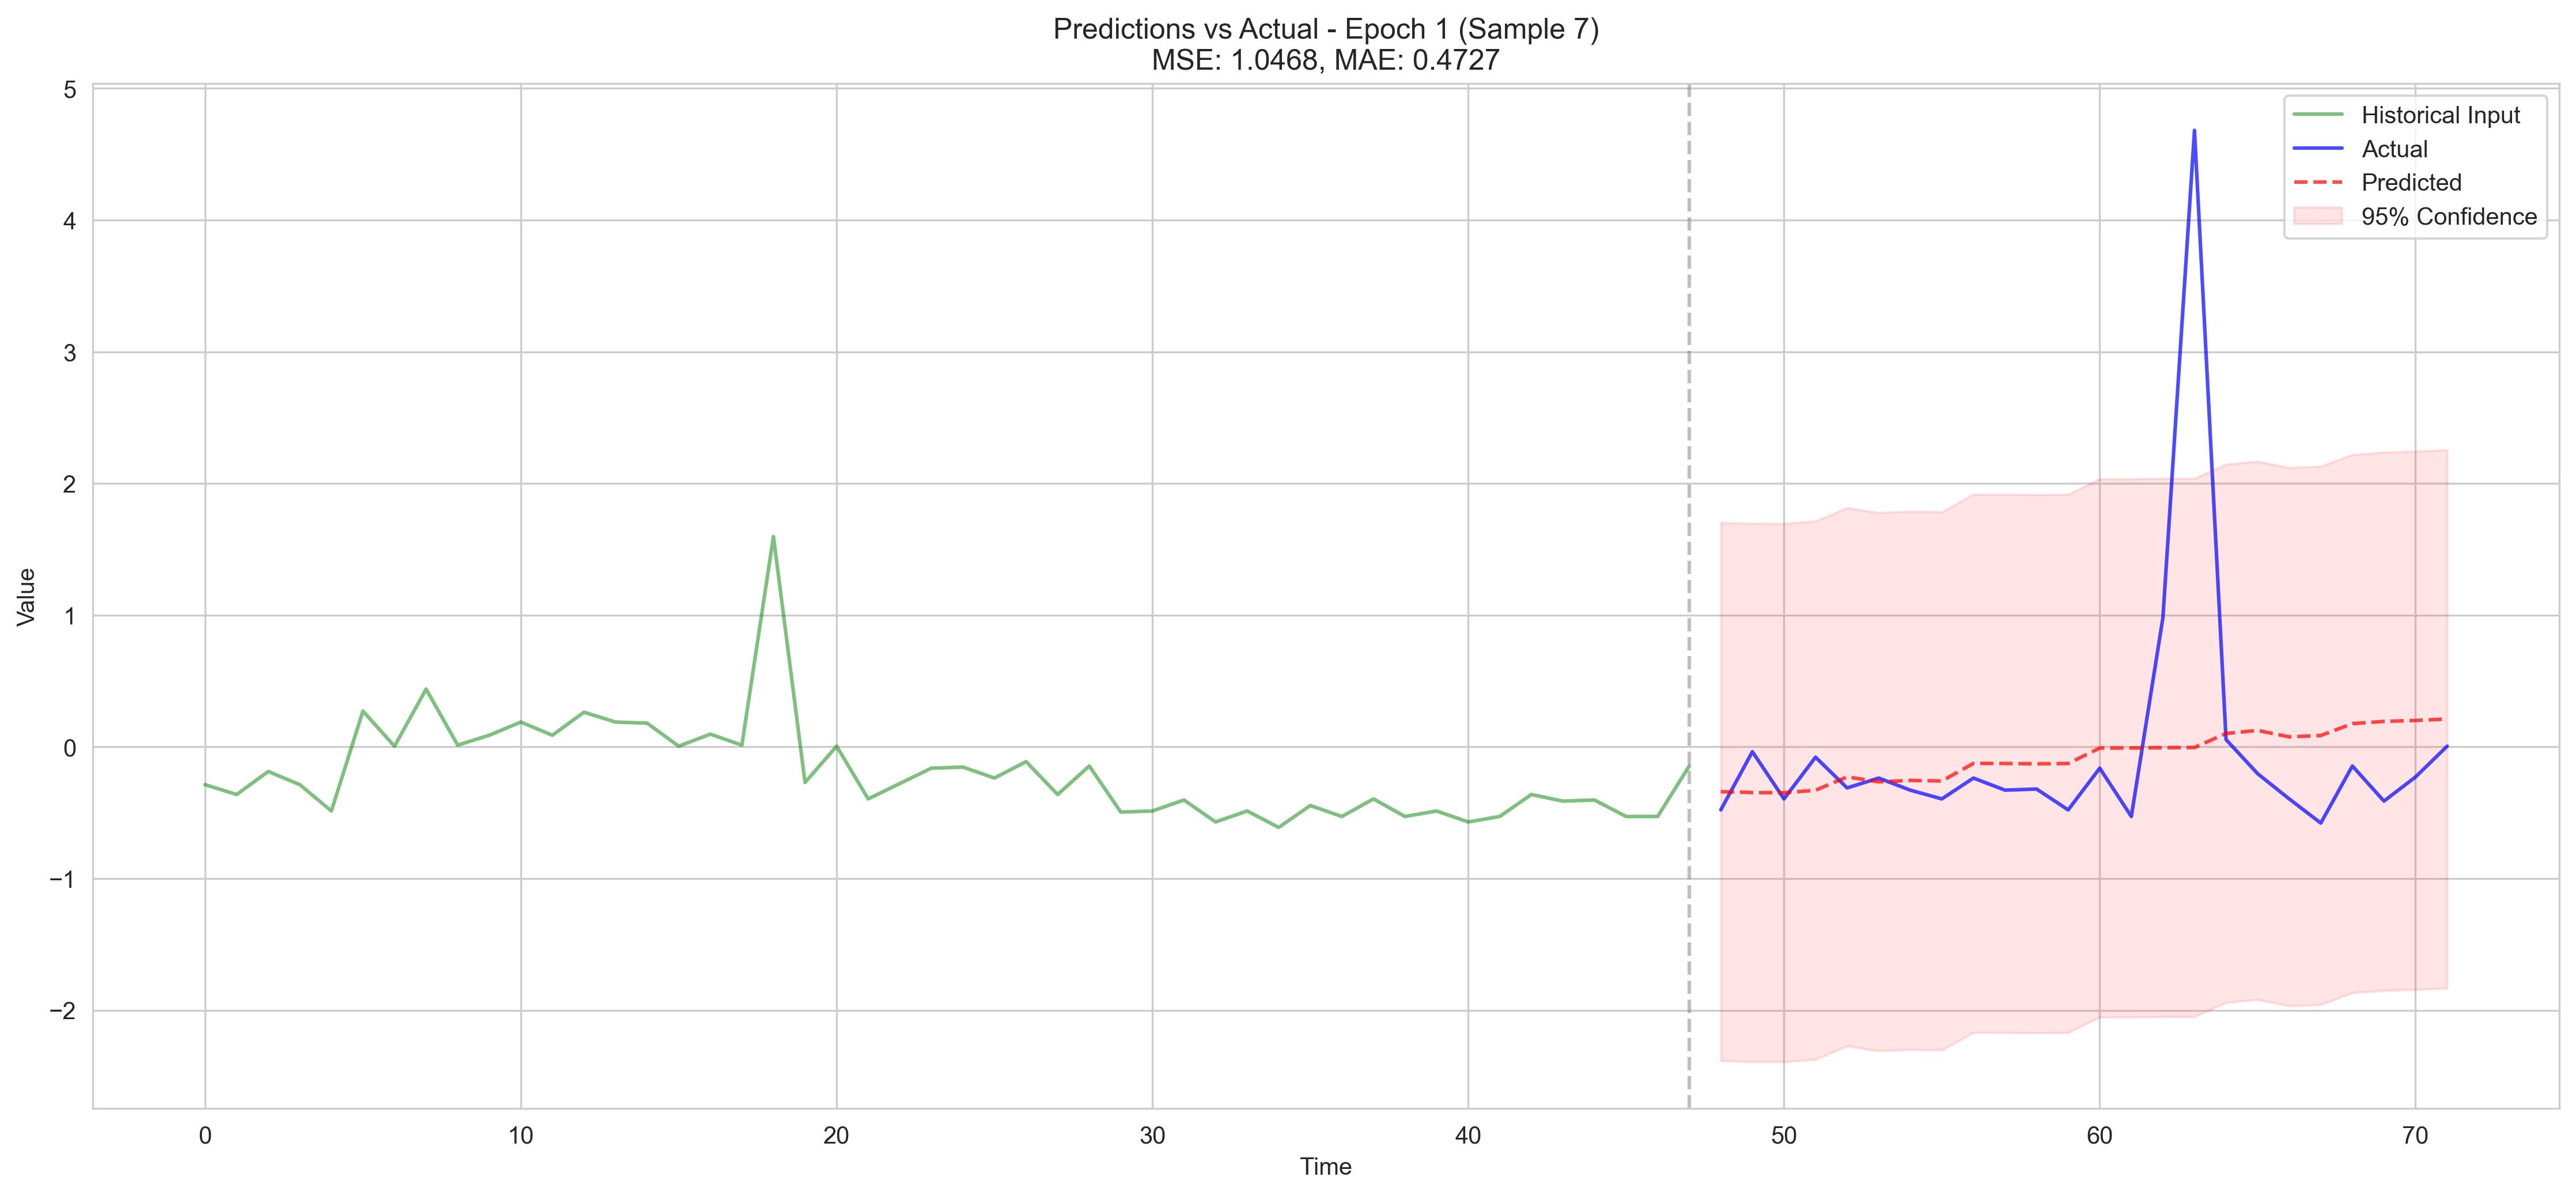 Predictions vs Actual - Epoch 1 (Sample 7)
MSE: 1.0468, MAE: 0.4727
Historical Input
Actual
Predicted
95% Confidence
Value
5
4
3
2
1
0
−1
−2
0 10 20 30 40 50 60 70
Time